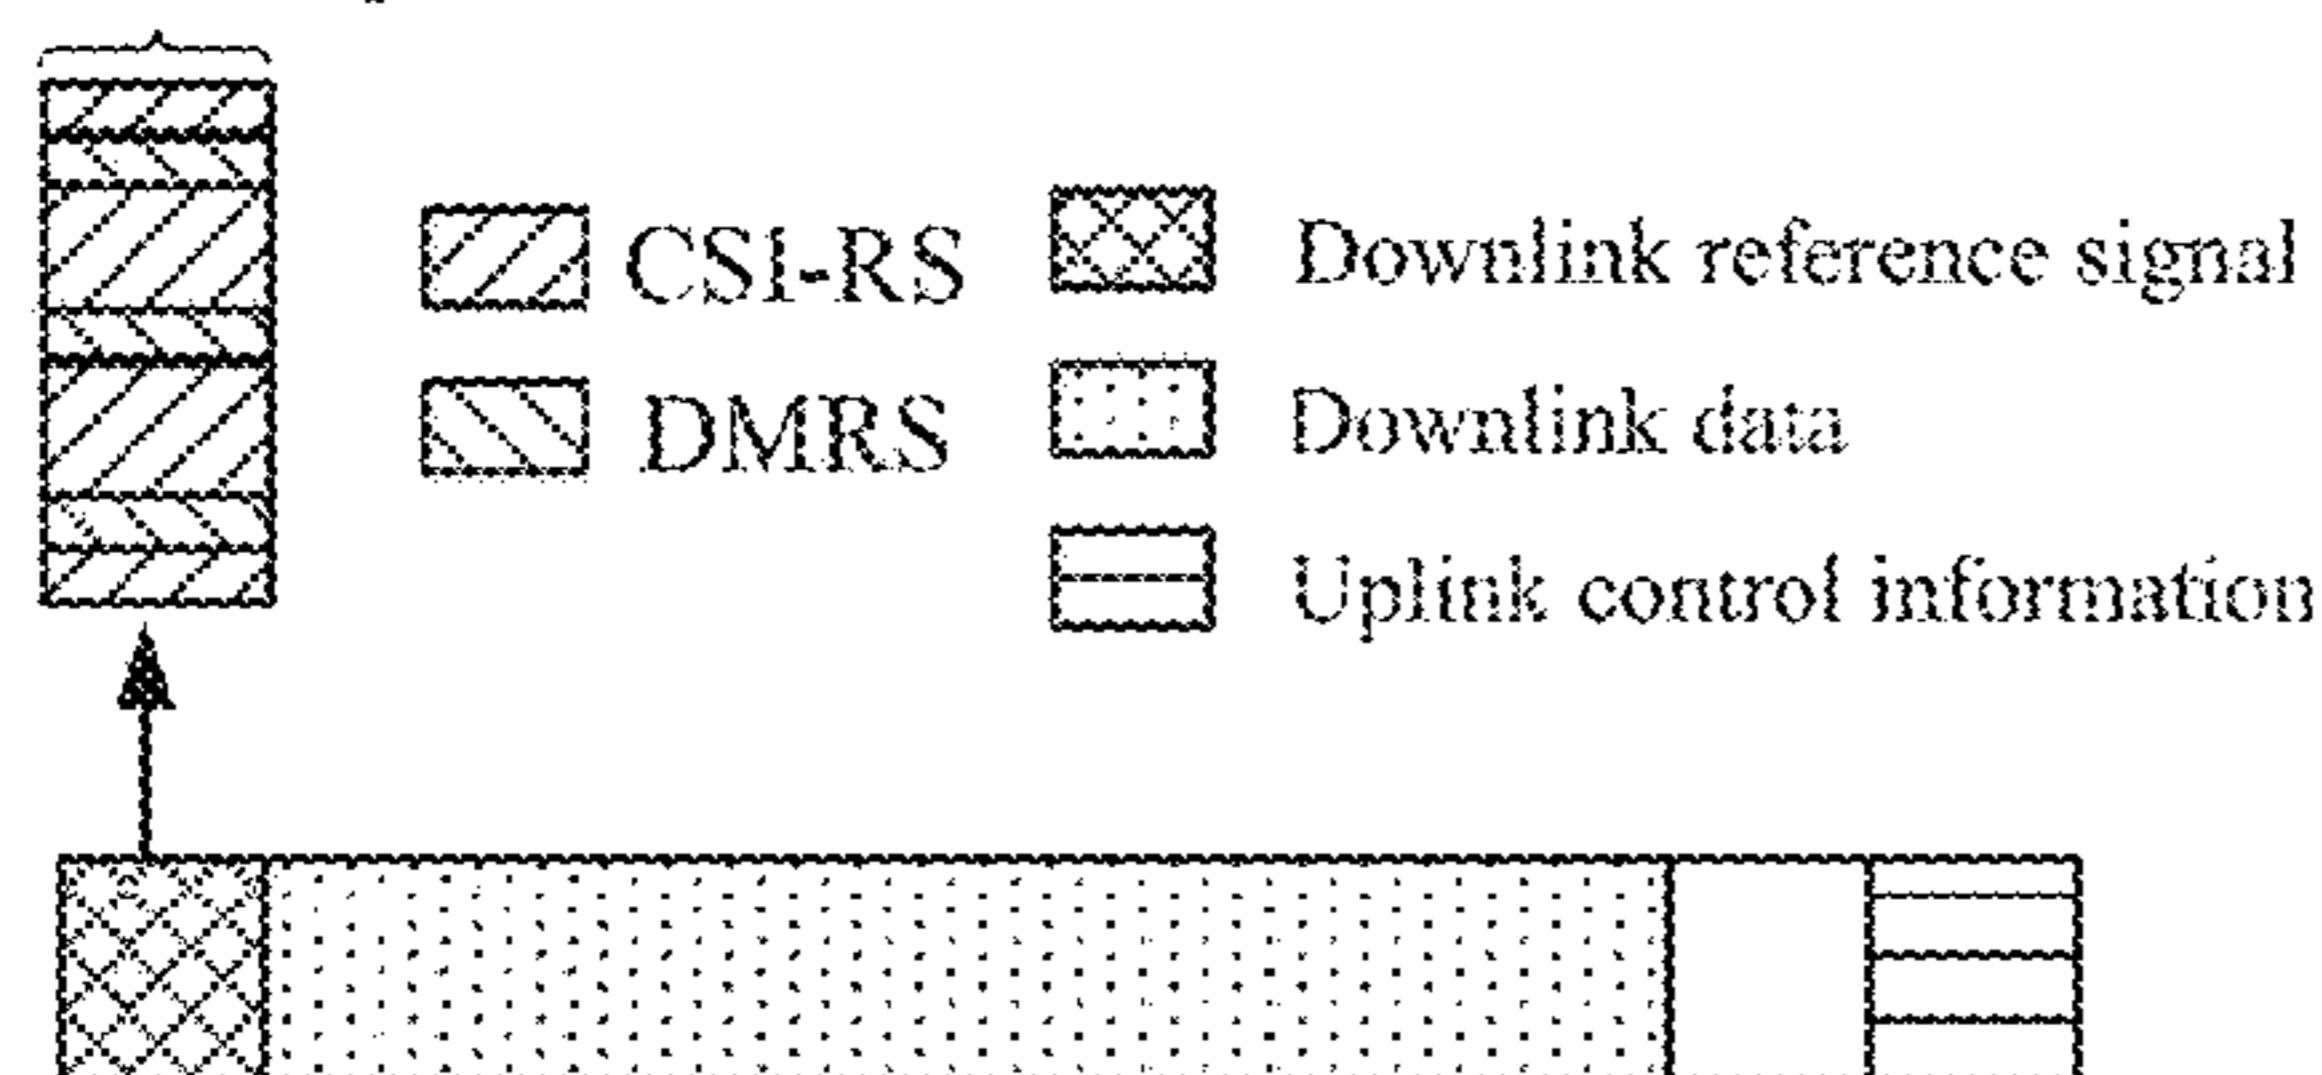 CSI-RS
Downlink reference signal
DMRS
Downlink data
Uplink control information